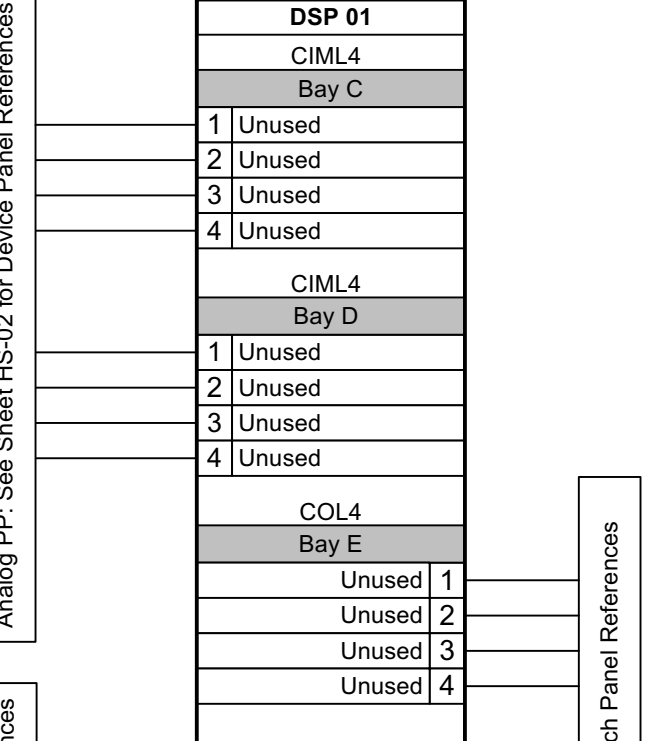 DSP 01
CIML4
Bay C
1 Unused
2 Unused
3 Unused
4 Unused
CIML4
Bay D
1 Unused
2 Unused
3 Unused
4 Unused
COL4
Bay E
Unused 1
Unused 2
Unused 3
Unused 4
Analog PP: See Sheet HS-02 for Device Panel References
Panel References